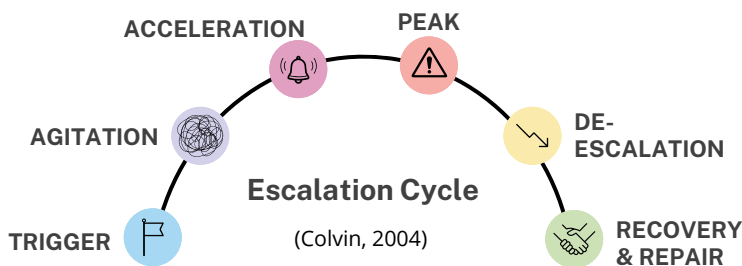 ACCELERATION
PEAK
AGITATION
DE-
ESCALATION
Escalation Cycle
(Colvin, 2004)
TRIGGER
RECOVERY
& REPAIR